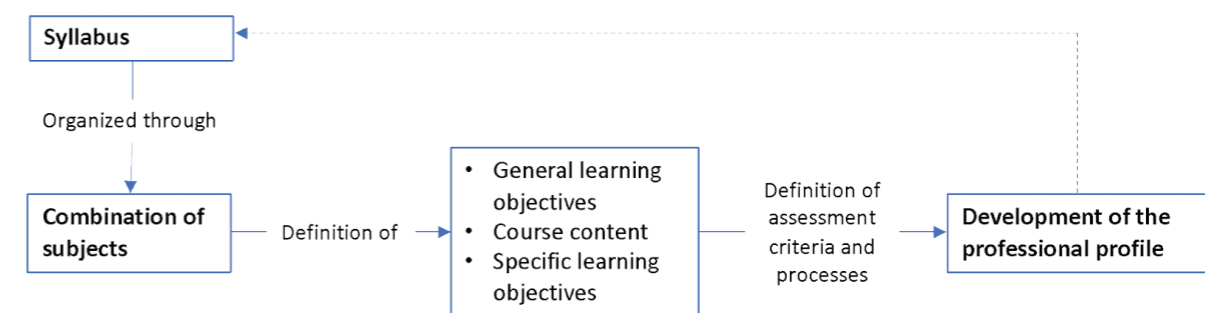 Syllabus
Organized through
Combination of
subjects
Definition of
• General learning
objectives
• Course content
• Specific learning
objectives
Definition of
assessment
criteria and
processes
Development of the
professional profile